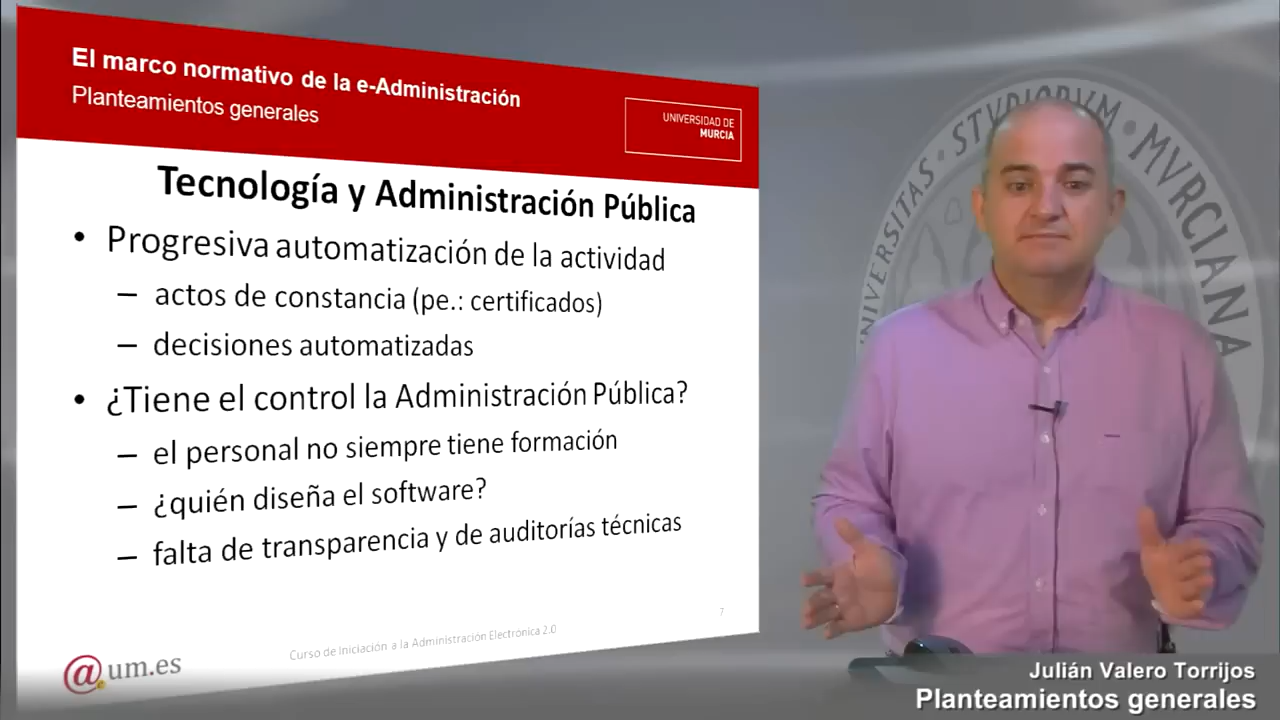 El marco normativo de la e-Administración
Planteamientos generales
UNIVERSIDAD DE
MURCIA
Tecnología y Administración Pública
• Progresiva automatización de la actividad
– actos de constancia (pe.: certificados)
– decisiones automatizadas
• ¿Tiene el control la Administración Pública?
– el personal no siempre tiene formación
– ¿quién diseña el software?
– falta de transparencia y de auditorías técnicas
7
Curso de Iniciación a la Administración Electrónica 2.0
@um.es
UNIVERSITAS · STVDIORVM · MVRCIANA
Julián Valero Torrijos
Planteamientos generales